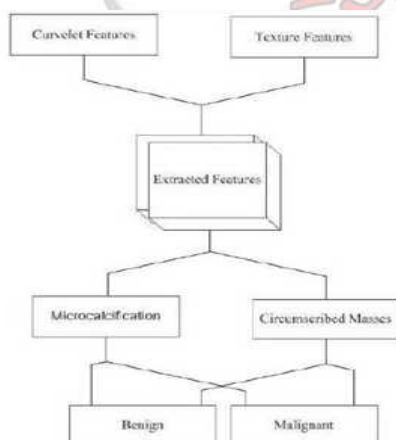 Curvelet Features
Texture Features
Extracted Features
Microcalcification
Circumscribed Masses
Benign
Malignant